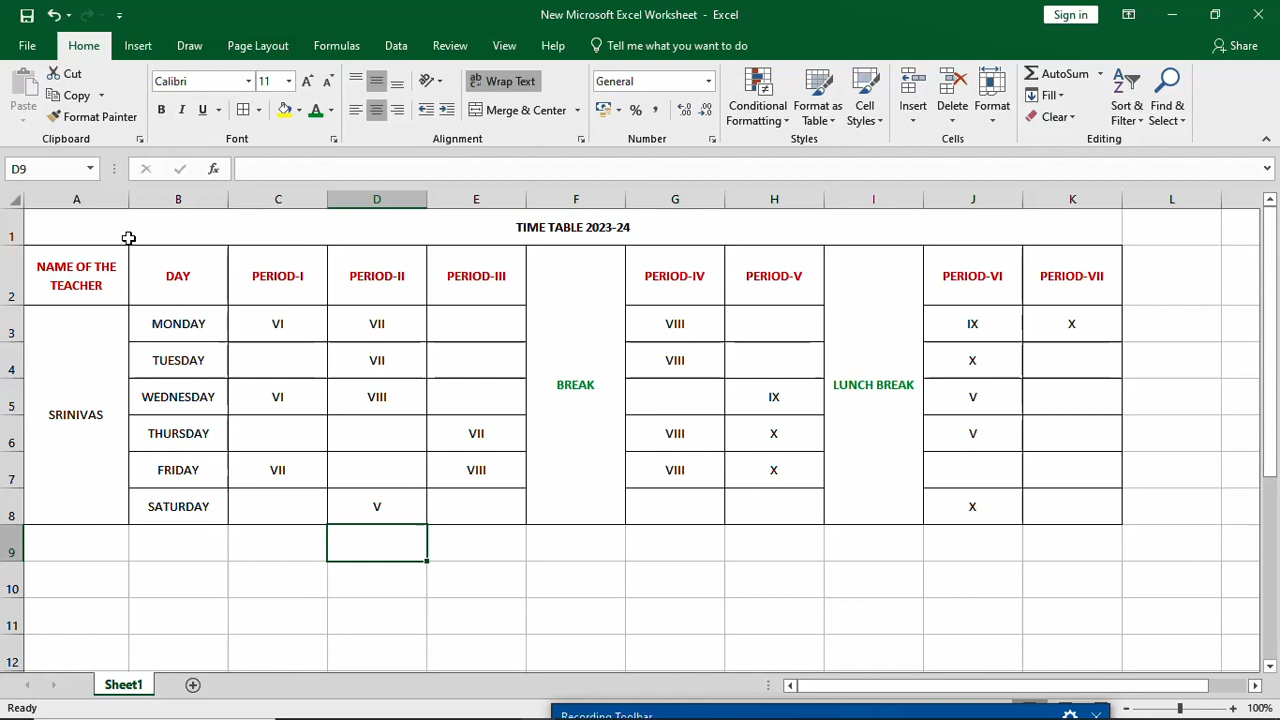 New Microsoft Excel Worksheet - Excel
Sign in
File Home Insert Draw Page Layout Formulas Data Review View Help Tell me what you want to do Share
Paste
Cut
Copy
Format Painter
Clipboard
Calibri 11
B I U
Font
Wrap Text
Merge & Center
Alignment
General
Number
Conditional Formatting
Format as Table
Cell Styles
Styles
Insert Delete Format
Cells
AutoSum
Fill
Clear
Sort & Filter
Find & Select
Editing
D9
A B C D E F G H I J K L
1 TIME TABLE 2023-24
NAME OF THE TEACHER DAY PERIOD-I PERIOD-II PERIOD-III PERIOD-IV PERIOD-V PERIOD-VI PERIOD-VII
2
3 MONDAY VI VII VIII IX X
4 TUESDAY VII VIII X
BREAK LUNCH BREAK
5 WEDNESDAY VI VIII IX V
SRINIVAS
6 THURSDAY VII VIII X V
7 FRIDAY VII VIII VIII X
8 SATURDAY V X
9
10
11
12
Sheet1
Ready
Recording Toolbar
100%